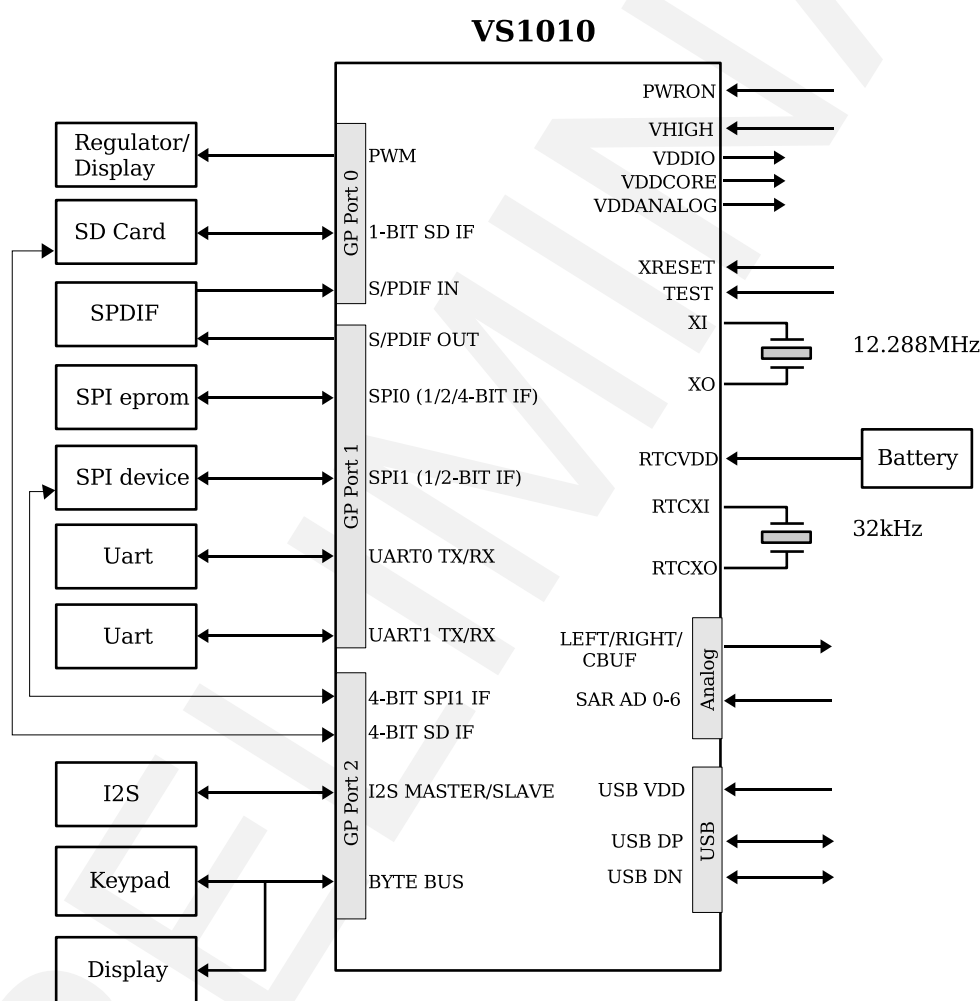 VS1010
Regulator/
Display
SD Card
SPDIF
SPI eprom
SPI device
Uart
Uart
I2S
Keypad
Display
GP Port 0
PWM
1-BIT SD IF
S/PDIF IN
GP Port 1
S/PDIF OUT
SPI0 (1/2/4-BIT IF)
SPI1 (1/2-BIT IF)
UART0 TX/RX
UART1 TX/RX
GP Port 2
4-BIT SPI1 IF
4-BIT SD IF
I2S MASTER/SLAVE
BYTE BUS
PWRON
VHIGH
VDDIO
VDDCORE
VDDANALOG
XRESET
TEST
XI
XO
12.288MHz
RTCVDD
Battery
RTCXI
RTCXO
32kHz
LEFT/RIGHT/
CBUF
SAR AD 0-6
Analog
USB VDD
USB DP
USB DN
USB